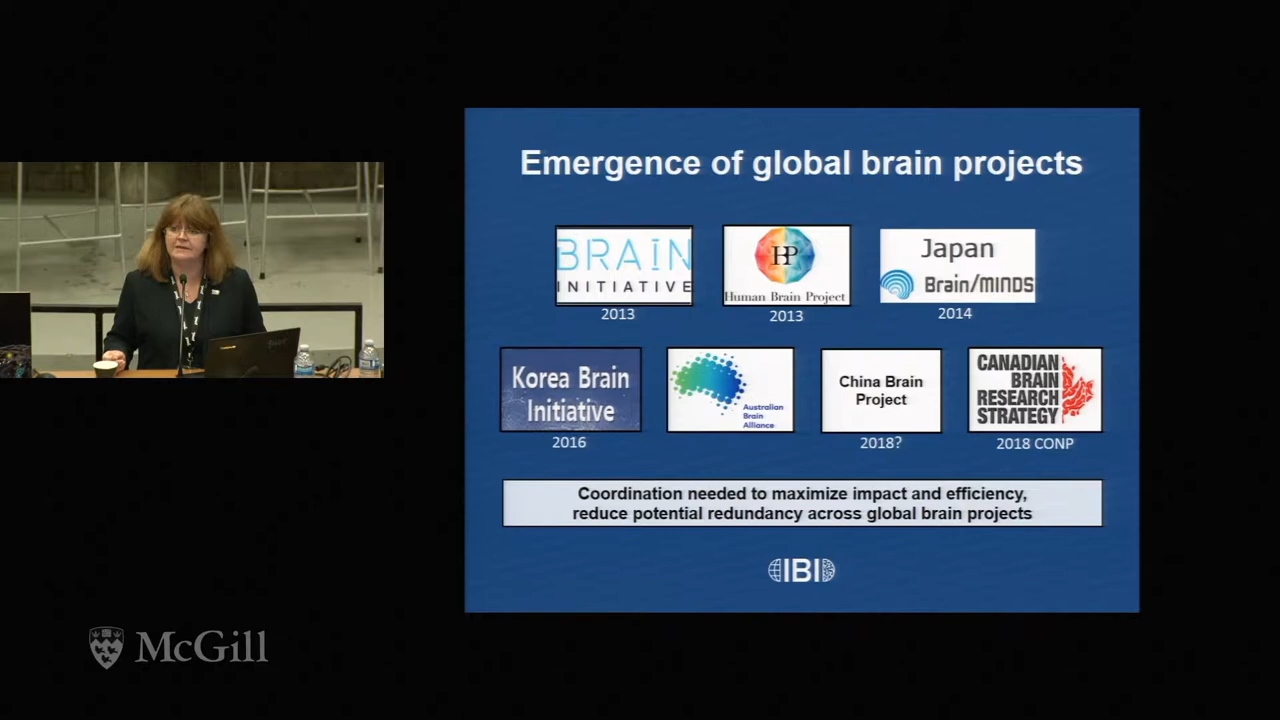 Emergence of global brain projects
BRAIN
INITIATIVE
2013
HP
Human Brain Project
2013
Japan
Brain/MINDS
2014
Korea Brain
Initiative
2016
Australian
Brain
Alliance
China Brain
Project
2018?
CANADIAN
BRAIN
RESEARCH
STRATEGY
2018 CONP
Coordination needed to maximize impact and efficiency,
reduce potential redundancy across global brain projects
IBI
McGill